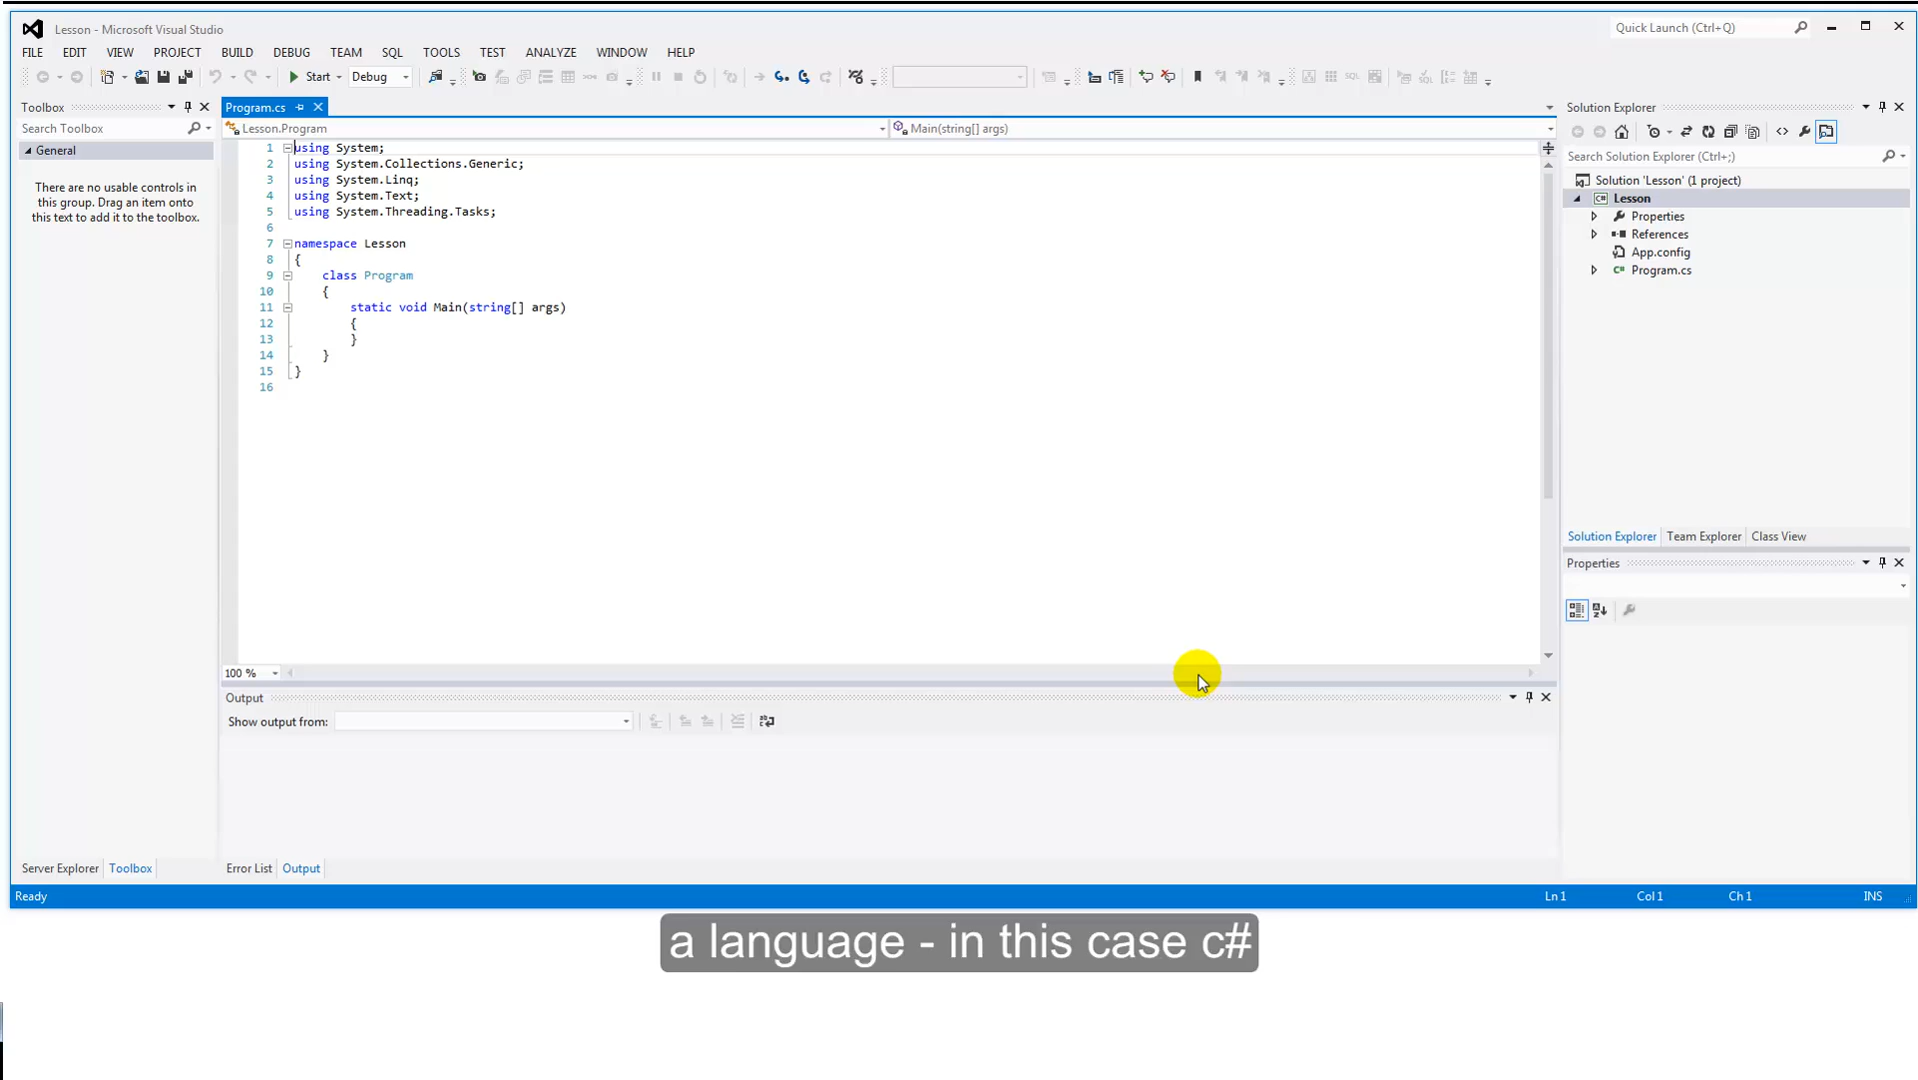 Lesson - Microsoft Visual Studio
Quick Launch (Ctrl+Q)
FILE EDIT VIEW PROJECT BUILD DEBUG TEAM SQL TOOLS TEST ANALYZE WINDOW HELP
Start Debug
Toolbox
Search Toolbox
General
There are no usable controls in
this group. Drag an item onto
this text to add it to the toolbox.
Server Explorer Toolbox
Program.cs
Lesson.Program Main(string[] args)
1 using System;
2 using System.Collections.Generic;
3 using System.Linq;
4 using System.Text;
5 using System.Threading.Tasks;
6
7 namespace Lesson
8 {
9 class Program
10 {
11 static void Main(string[] args)
12 {
13 }
14 }
15 }
16
100 %
Output
Show output from:
Error List Output
Solution Explorer
Search Solution Explorer (Ctrl+;)
Solution 'Lesson' (1 project)
C# Lesson
Properties
References
App.config
C# Program.cs
Solution Explorer Team Explorer Class View
Properties
Ready Ln 1 Col 1 Ch 1 INS
a language - in this case c#